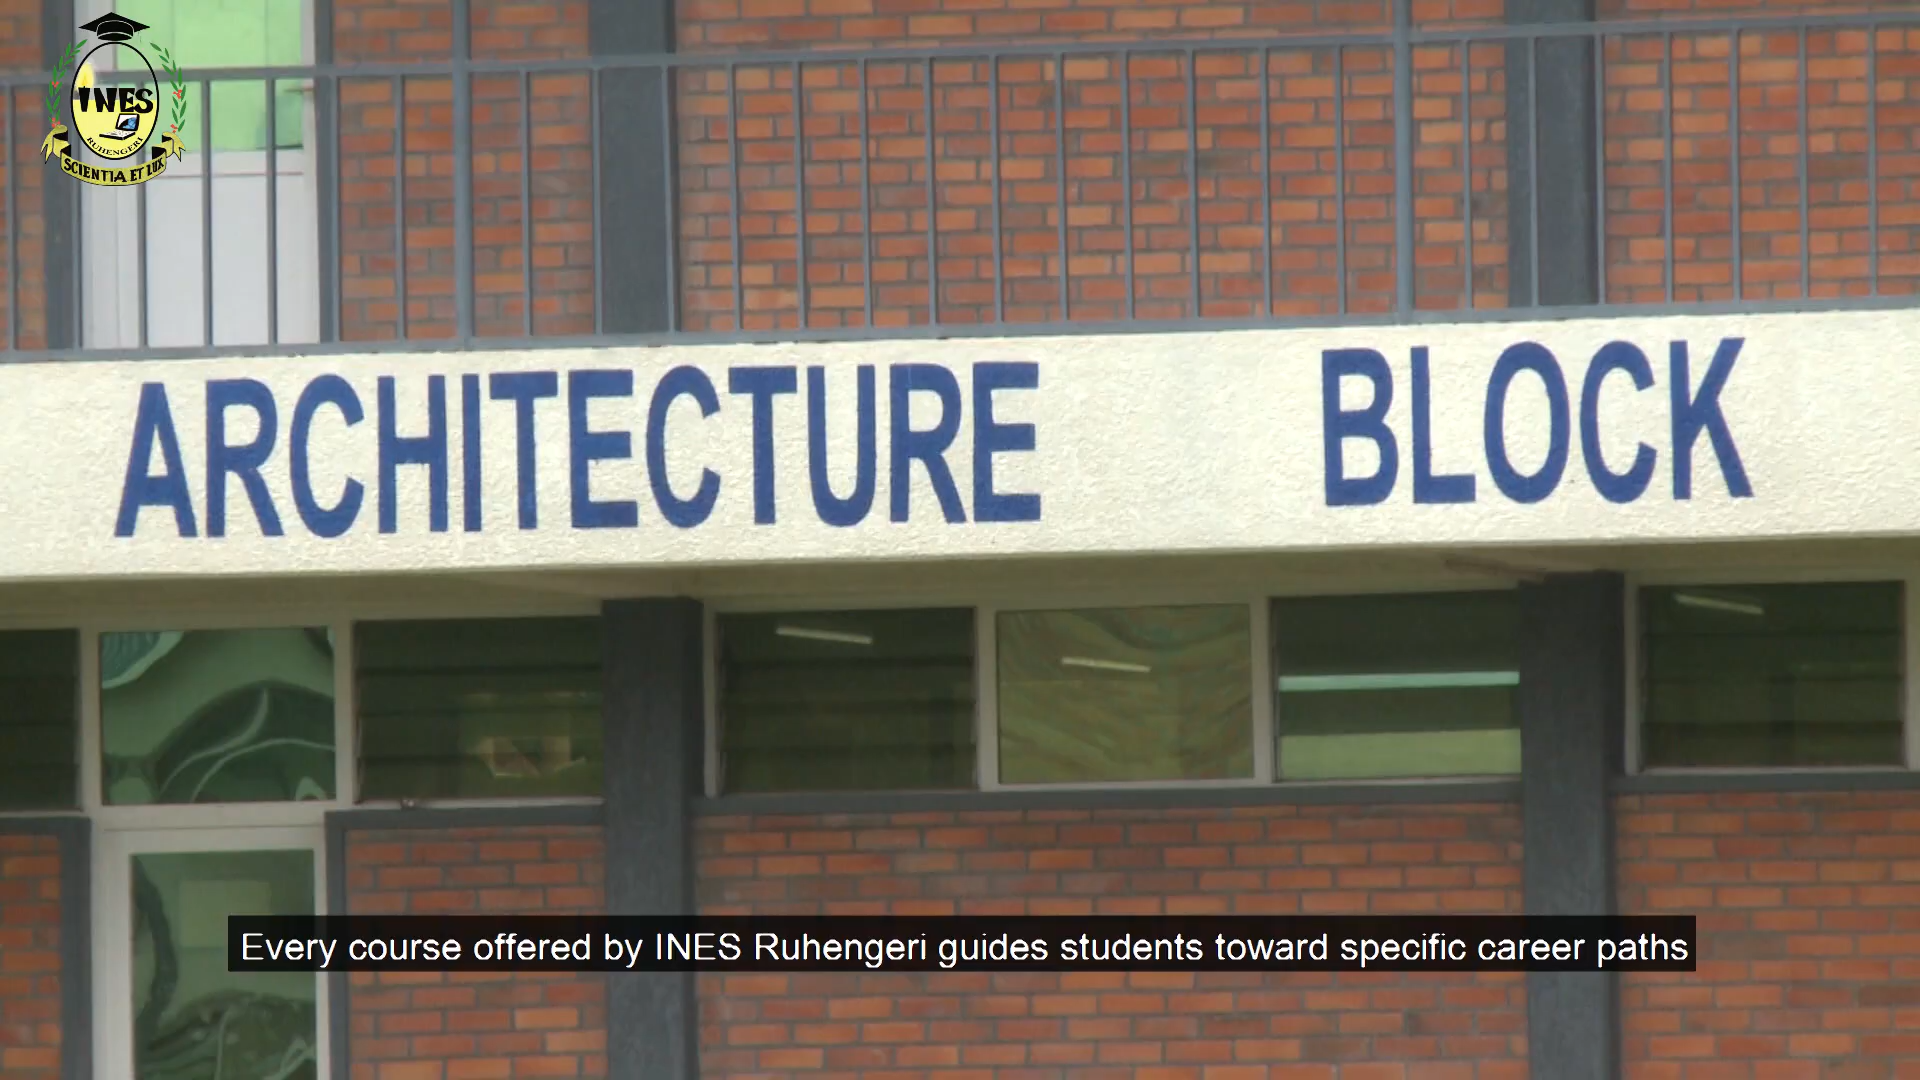 INES
RUHENGERI
SCIENTIA ET LUX
ARCHITECTURE BLOCK
Every course offered by INES Ruhengeri guides students toward specific career paths